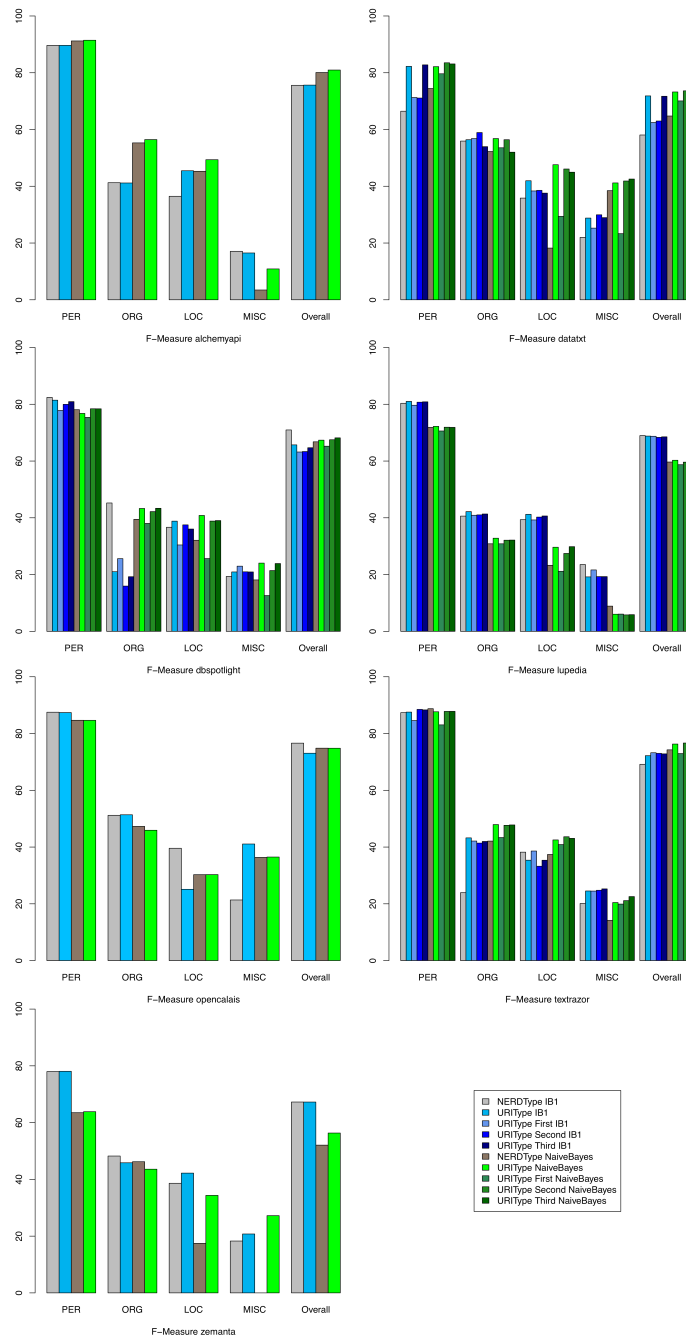 0 20 40 60 80 100
PER ORG LOC MISC Overall
F−Measure alchemyapi
0 20 40 60 80 100
PER ORG LOC MISC Overall
F−Measure datatxt
0 20 40 60 80 100
PER ORG LOC MISC Overall
F−Measure dbspotlight
0 20 40 60 80 100
PER ORG LOC MISC Overall
F−Measure lupedia
0 20 40 60 80 100
PER ORG LOC MISC Overall
F−Measure opencalais
0 20 40 60 80 100
PER ORG LOC MISC Overall
F−Measure textrazor
0 20 40 60 80 100
PER ORG LOC MISC Overall
F−Measure zemanta
NERDType IB1
URIType IB1
URIType First IB1
URIType Second IB1
URIType Third IB1
NERDType NaiveBayes
URIType NaiveBayes
URIType First NaiveBayes
URIType Second NaiveBayes
URIType Third NaiveBayes